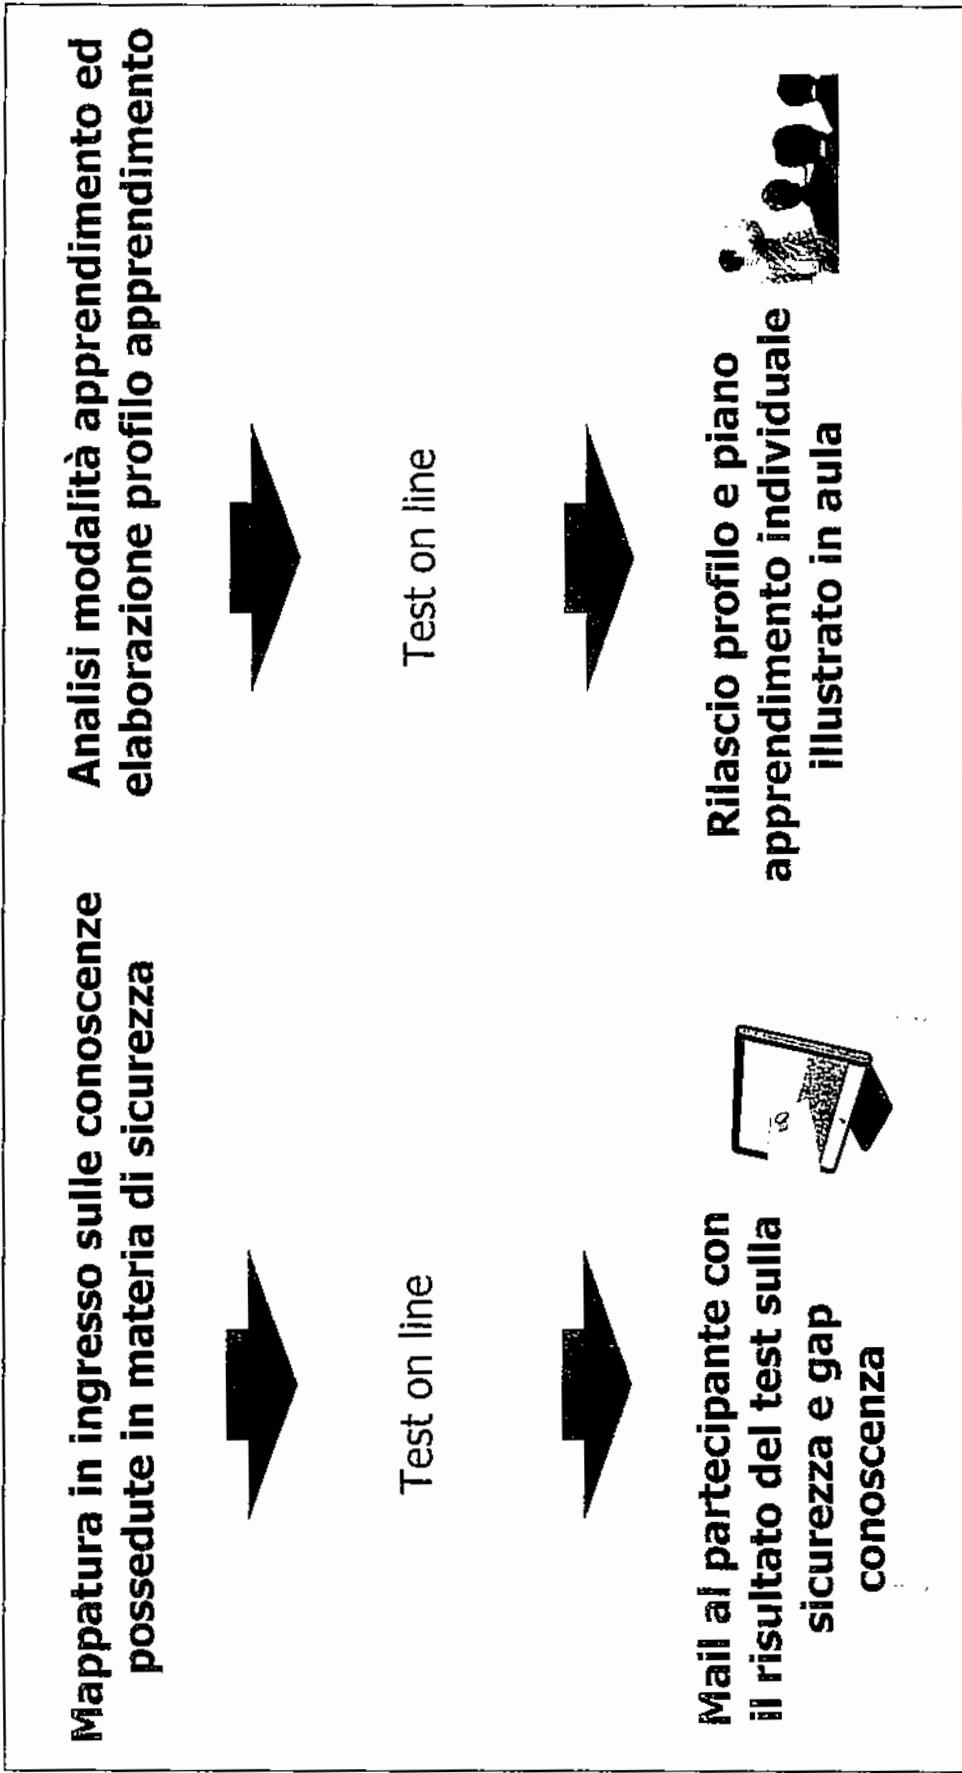 Mappatura in ingresso sulle conoscenze
possedute in materia di sicurezza
Test on line
Mail al partecipante con
il risultato del test sulla
sicurezza e gap
conoscenza
Analisi modalità apprendimento ed
elaborazione profilo apprendimento
Test on line
Rilascio profilo e piano
apprendimento individuale
illustrato in aula